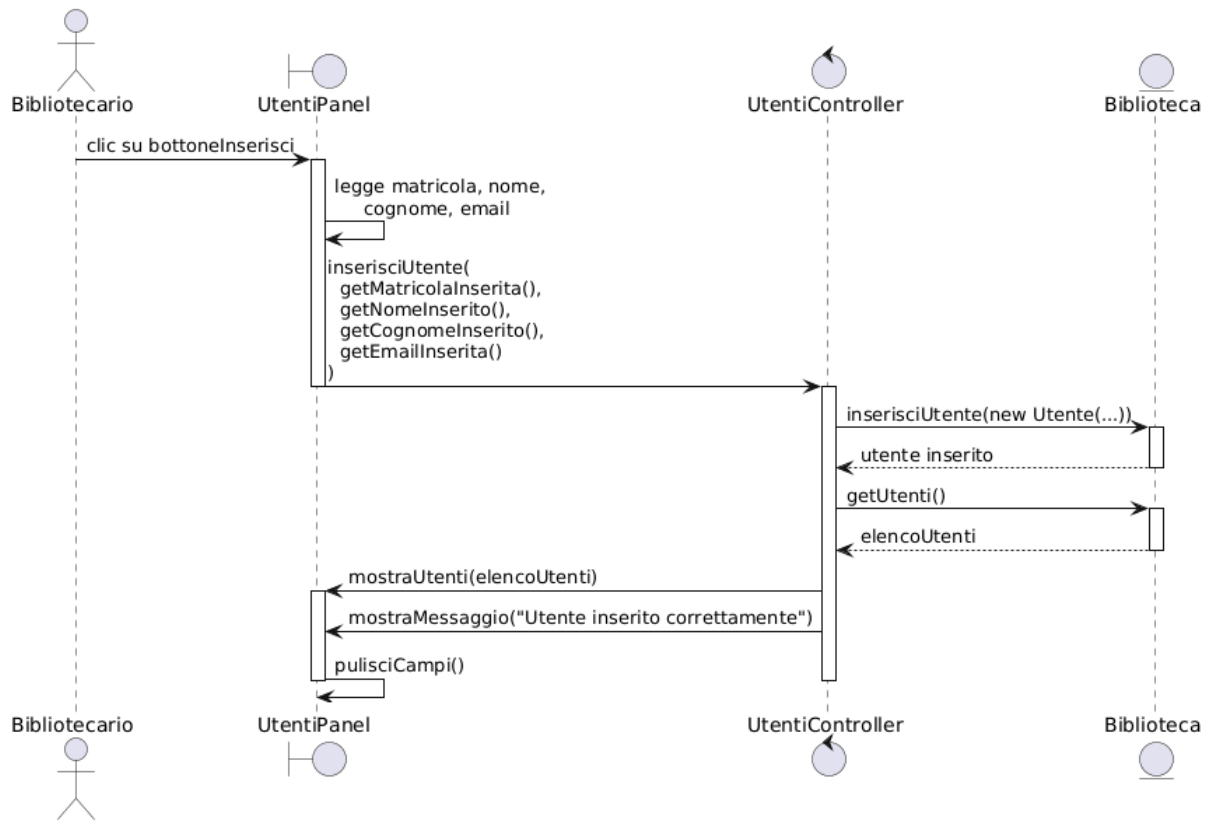 Bibliotecario
UtentiPanel
UtentiController
Biblioteca
clic su bottoneInserisci
legge matricola, nome,
cognome, email
inserisciUtente(
getMatricolaInserita(),
getNomeInserito(),
getCognomeInserito(),
getEmailInserita()
)
inserisciUtente(new Utente(...))
utente inserito
getUtenti()
elencoUtenti
mostraUtenti(elencoUtenti)
mostraMessaggio("Utente inserito correttamente")
pulisciCampi()
Bibliotecario
UtentiPanel
UtentiController
Biblioteca